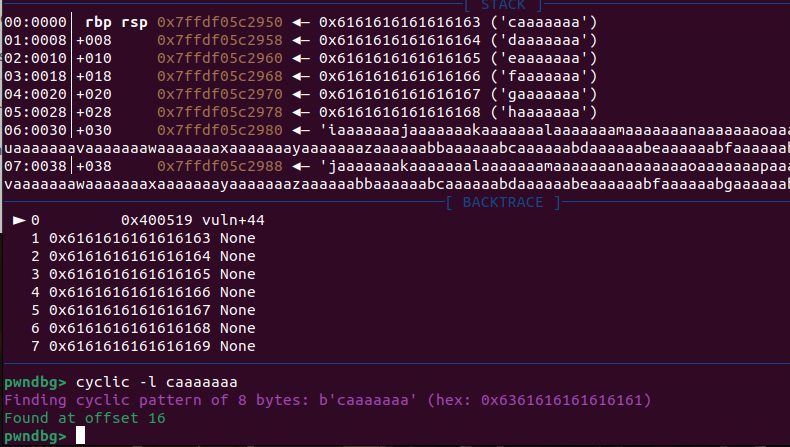 [ STACK ]
00:0000│ rbp rsp 0x7ffdf05c2950 ◂— 0x6161616161616163 ('caaaaaaa')
01:0008│+008 0x7ffdf05c2958 ◂— 0x6161616161616164 ('daaaaaaa')
02:0010│+010 0x7ffdf05c2960 ◂— 0x6161616161616165 ('eaaaaaaa')
03:0018│+018 0x7ffdf05c2968 ◂— 0x6161616161616166 ('faaaaaaa')
04:0020│+020 0x7ffdf05c2970 ◂— 0x6161616161616167 ('gaaaaaaa')
05:0028│+028 0x7ffdf05c2978 ◂— 0x6161616161616168 ('haaaaaaa')
06:0030│+030 0x7ffdf05c2980 ◂— 'iaaaaaaajaaaaaaakaaaaaaalaaaaaaamaaaaaaanaaaaaaaoaaa
uaaaaaaavaaaaaaawaaaaaaaxaaaaaaayaaaaaaazaaaaaabbaaaaaabcaaaaaabdaaaaaabeaaaaaabfaaaaaab
07:0038│+038 0x7ffdf05c2988 ◂— 'jaaaaaaakaaaaaaalaaaaaaamaaaaaaanaaaaaaaoaaaaaaapaaa
vaaaaaaawaaaaaaaxaaaaaaayaaaaaaazaaaaaabbaaaaaabcaaaaaabdaaaaaabeaaaaaabfaaaaaabgaaaaaab
[ BACKTRACE ]
► 0 0x400519 vuln+44
1 0x6161616161616163 None
2 0x6161616161616164 None
3 0x6161616161616165 None
4 0x6161616161616166 None
5 0x6161616161616167 None
6 0x6161616161616168 None
7 0x6161616161616169 None
pwndbg> cyclic -l caaaaaaa
Finding cyclic pattern of 8 bytes: b'caaaaaaa' (hex: 0x6361616161616161)
Found at offset 16
pwndbg>